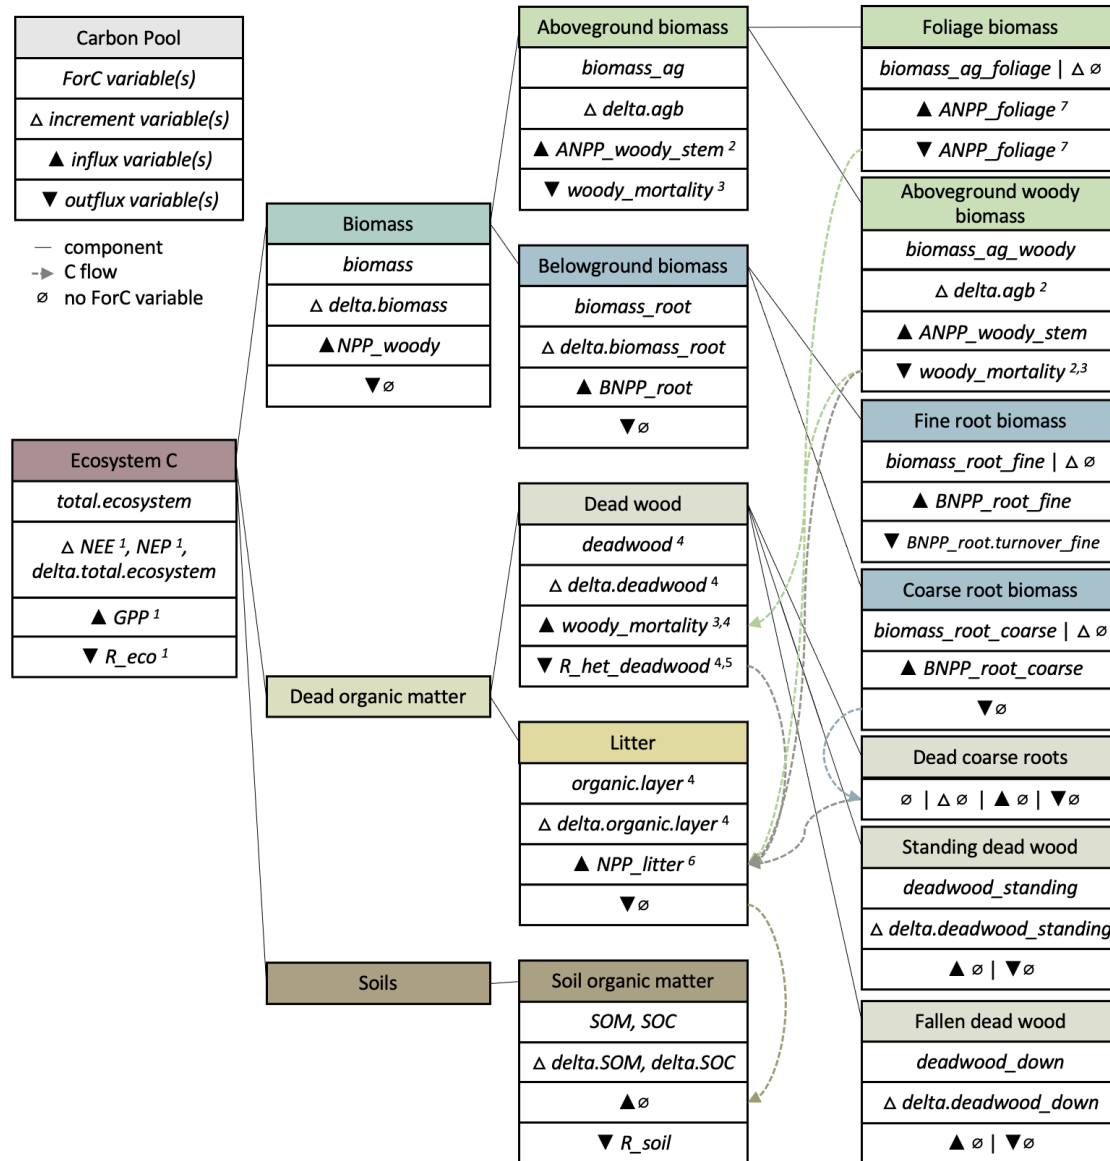 Carbon Pool
ForC variable(s)
△ increment variable(s)
▲ influx variable(s)
▼ outflux variable(s)
component
C flow
∅ no ForC variable
Ecosystem C
total.ecosystem
△ NEE ¹, NEP ¹,
delta.total.ecosystem
▲ GPP ¹
▼ R_eco ¹
Biomass
biomass
△ delta.biomass
▲NPP_woody
▼∅
Dead organic matter
Soils
Aboveground biomass
biomass_ag
△ delta.agb
▲ ANPP_woody_stem ²
▼ woody_mortality ³
Belowground biomass
biomass_root
△ delta.biomass_root
▲ BNPP_root
▼∅
Dead wood
deadwood ⁴
△ delta.deadwood ⁴
▲ woody_mortality ³,⁴
▼ R_het_deadwood ⁴,⁵
Litter
organic.layer ⁴
△ delta.organic.layer ⁴
▲ NPP_litter ⁶
▼∅
Soil organic matter
SOM, SOC
△ delta.SOM, delta.SOC
▲∅
▼ R_soil
Foliage biomass
biomass_ag_foliage | △ ∅
▲ ANPP_foliage ⁷
▼ ANPP_foliage ⁷
Aboveground woody
biomass
biomass_ag_woody
△ delta.agb ²
▲ ANPP_woody_stem
▼ woody_mortality ²,³
Fine root biomass
biomass_root_fine | △ ∅
▲ BNPP_root_fine
▼ BNPP_root.turnover_fine
Coarse root biomass
biomass_root_coarse | △ ∅
▲ BNPP_root_coarse
▼∅
Dead coarse roots
∅ | △ ∅ | ▲ ∅ | ▼∅
Standing dead wood
deadwood_standing
△ delta.deadwood_standing
▲ ∅ | ▼∅
Fallen dead wood
deadwood_down
△ delta.deadwood_down
▲ ∅ | ▼∅